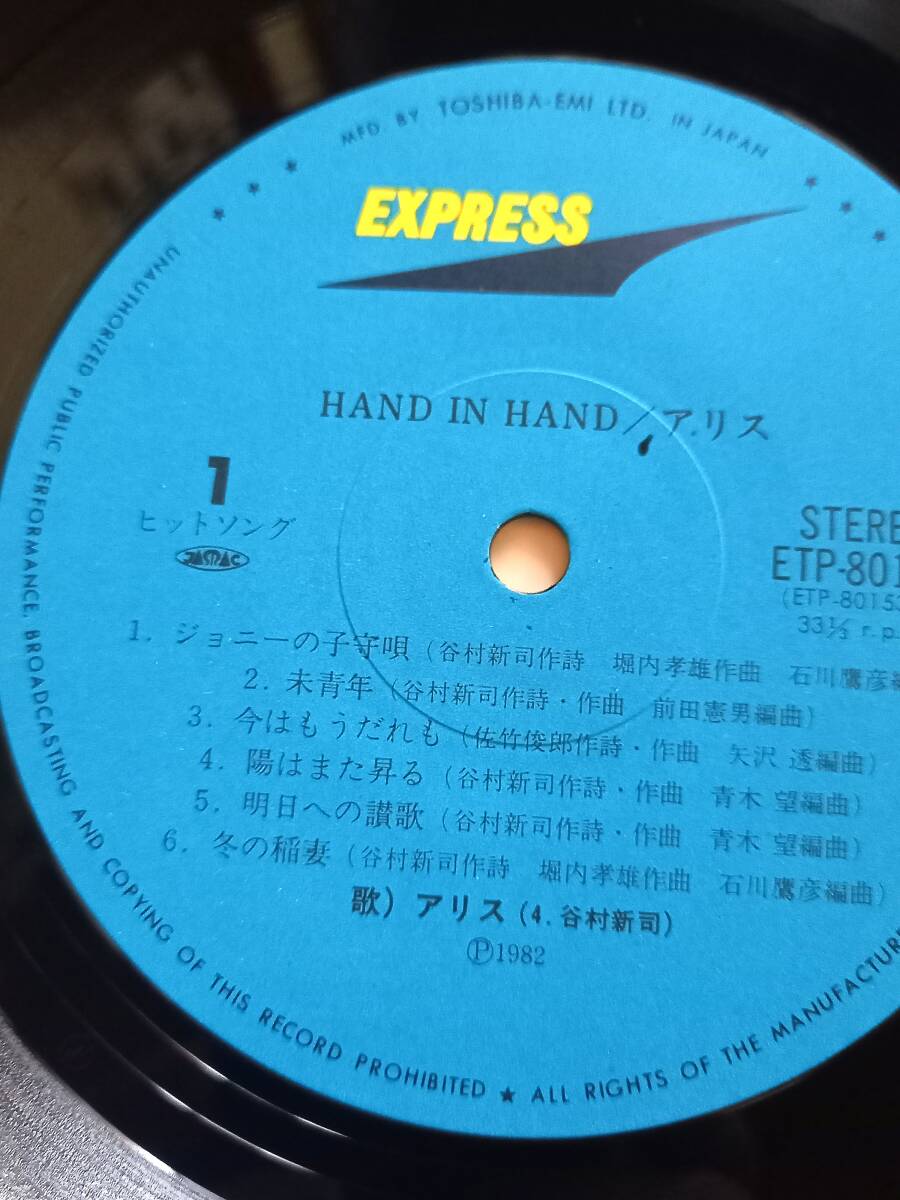 MFD BY TOSHIBA-EMI LTD. IN JAPAN
EXPRESS
HAND IN HAND/アリス
1
ヒットソング
JASRAC
STERE
ETP-801
(ETP-80153
33⅓ r.p.
1. ジョニーの子守唄 (谷村新司作詩 堀内孝雄作曲 石川鷹彦編
2. 未青年 (谷村新司作詩・作曲 前田憲男編曲)
3. 今はもうだれも (佐竹俊郎作詩・作曲 矢沢 透編曲)
4. 陽はまた昇る (谷村新司作詩・作曲 青木 望編曲)
5. 明日への讃歌 (谷村新司作詩・作曲 青木 望編曲)
6. 冬の稲妻 (谷村新司作詩 堀内孝雄作曲 石川鷹彦編曲)
歌) アリス (4. 谷村新司)
Ⓟ1982
UNAUTHORIZED PUBLIC PERFORMANCE, BROADCASTING AND COPYING OF THIS RECORD PROHIBITED ★ ALL RIGHTS OF THE MANUFACTURE